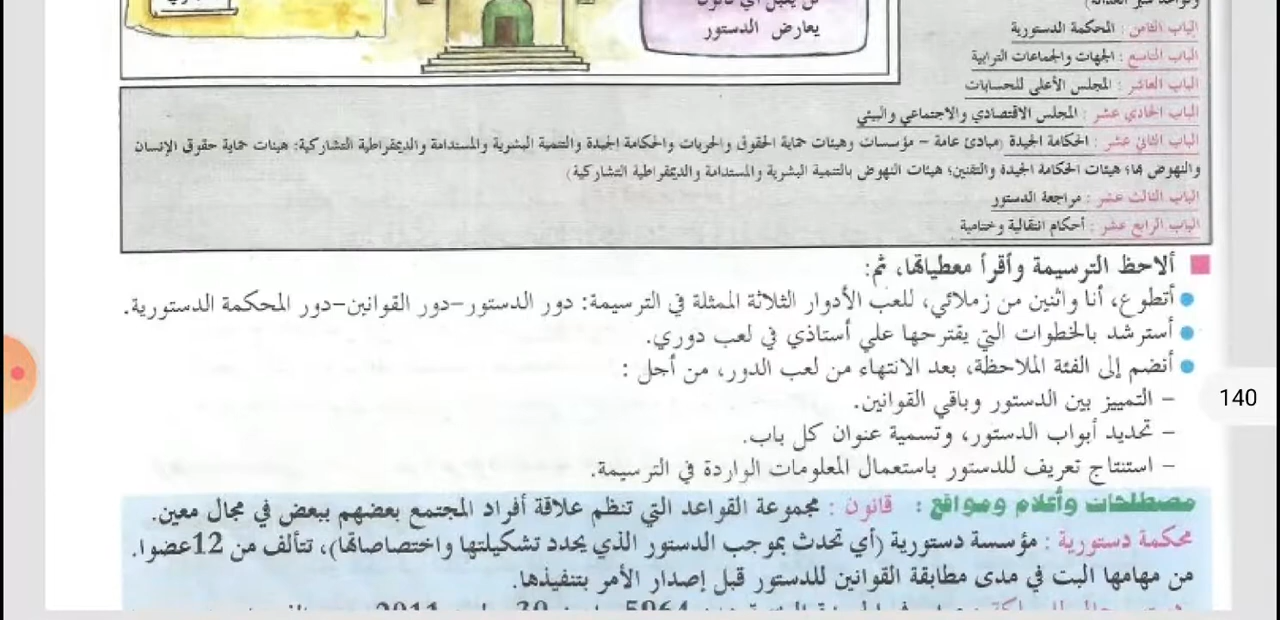 لن يقبل أي قانون
يعارض الدستور
الباب الثامن : المحكمة الدستورية
الباب التاسع : الجهات والجماعات الترابية
الباب العاشر : المجلس الأعلى للحسابات
الباب الحادي عشر : المجلس الاقتصادي والاجتماعي والبيئي
الباب الثاني عشر : الحكامة الجيدة (مبادئ عامة – مؤسسات وهيئات حماية الحقوق والحريات والحكامة الجيدة والتنمية البشرية والمستدامة والديمقراطية التشاركية: هيئات حماية حقوق الإنسان
والنهوض بها؛ هيئات الحكامة الجيدة والتقنين؛ هيئات النهوض بالتنمية البشرية والمستدامة والديمقراطية التشاركية)
الباب الثالث عشر : مراجعة الدستور
الباب الرابع عشر : أحكام انتقالية وختامية
ألاحظ الترسيمة وأقرأ معطياتها، ثم:
أتطوع، أنا واثنين من زملائي، للعب الأدوار الثلاثة الممثلة في الترسيمة: دور الدستور–دور القوانين–دور المحكمة الدستورية.
أسترشد بالخطوات التي يقترحها علي أستاذي في لعب دوري.
أنضم إلى الفئة الملاحظة، بعد الانتهاء من لعب الدور، من أجل :
– التمييز بين الدستور وباقي القوانين.
– تحديد أبواب الدستور، وتسمية عنوان كل باب.
– استنتاج تعريف للدستور باستعمال المعلومات الواردة في الترسيمة.
140
مصطلحات وأعلام ومواقع : قانون : مجموعة القواعد التي تنظم علاقة أفراد المجتمع بعضهم ببعض في مجال معين.
محكمة دستورية : مؤسسة دستورية (أي تحدث بموجب الدستور الذي يحدد تشكيلتها واختصاصاتها)، تتألف من 12عضوا.
من مهامها البت في مدى مطابقة القوانين للدستور قبل إصدار الأمر بتنفيذها.